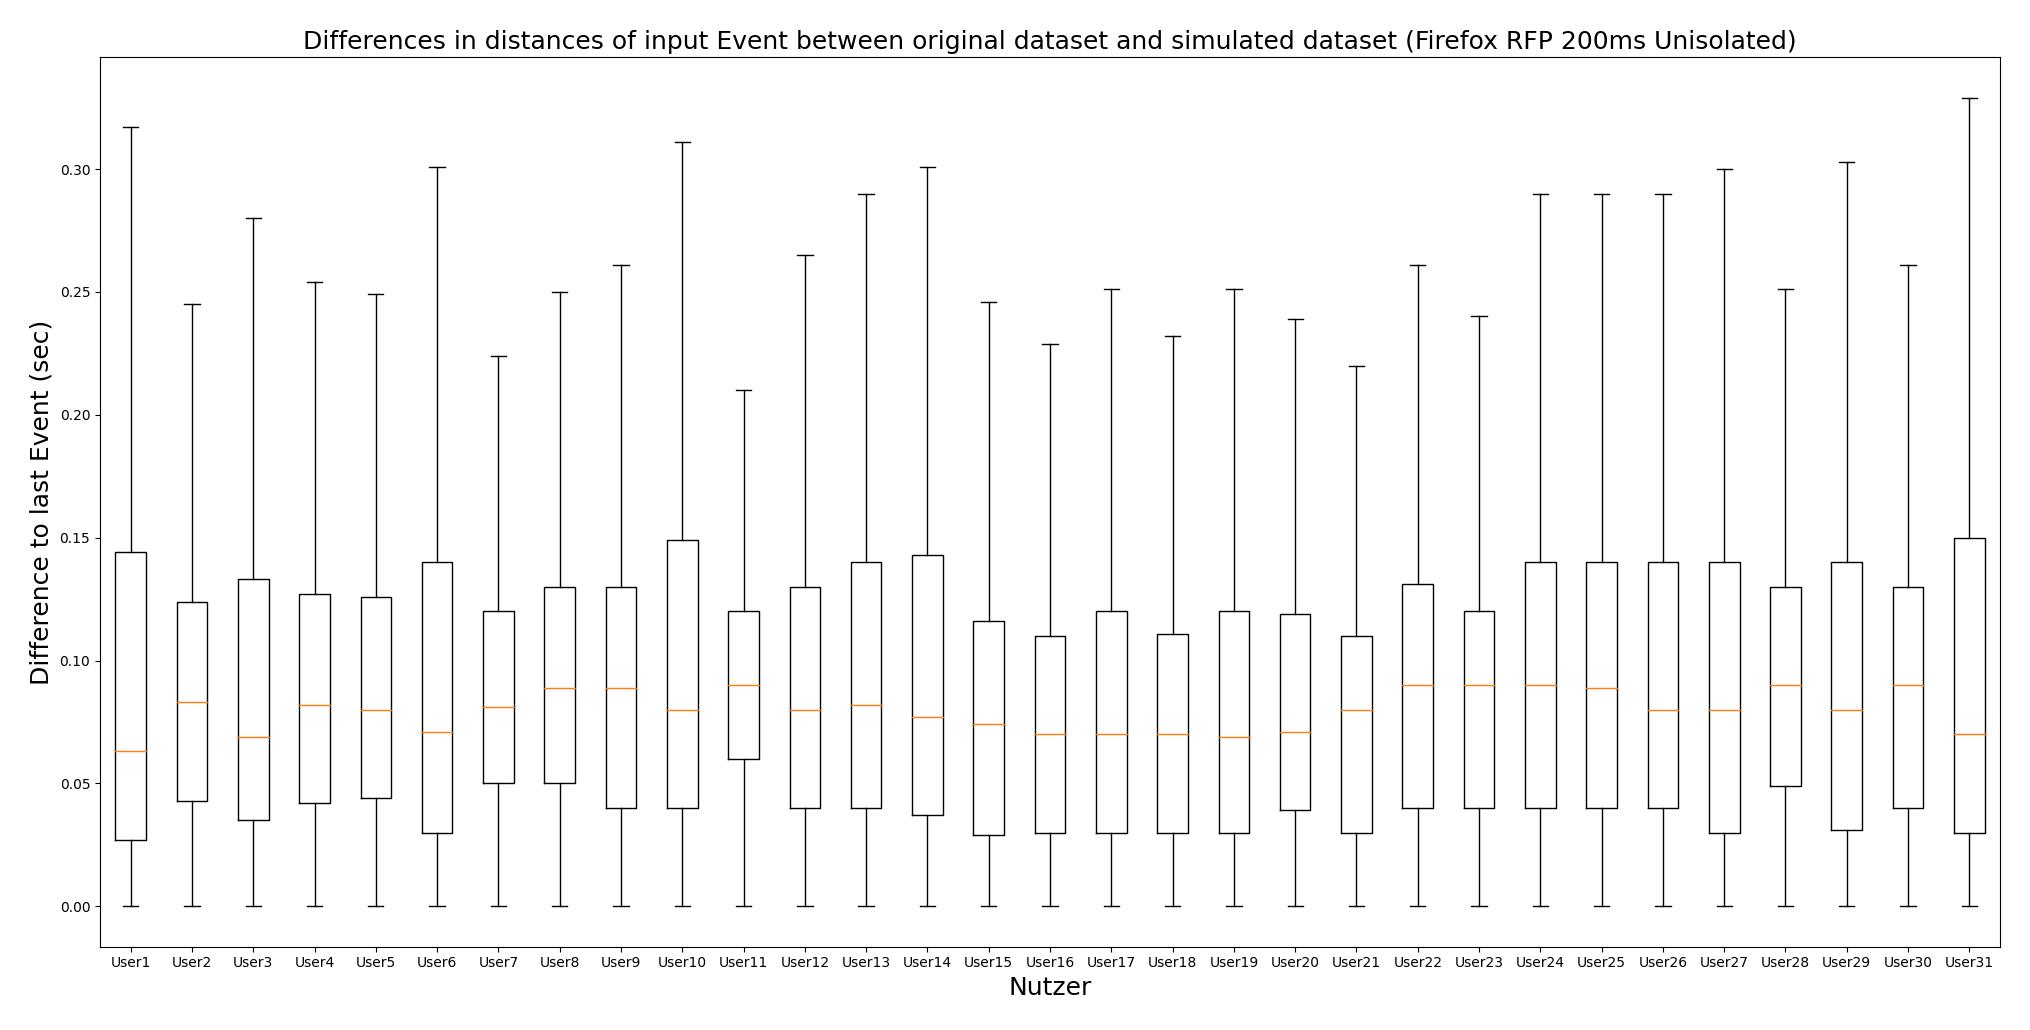 Differences in distances of input Event between original dataset and simulated dataset (Firefox RFP 200ms Unisolated)
Difference to last Event (sec)
0.30
0.25
0.20
0.15
0.10
0.05
0.00
User1 User2 User3 User4 User5 User6 User7 User8 User9 User10 User11 User12 User13 User14 User15 User16 User17 User18 User19 User20 User21 User22 User23 User24 User25 User26 User27 User28 User29 User30 User31
Nutzer